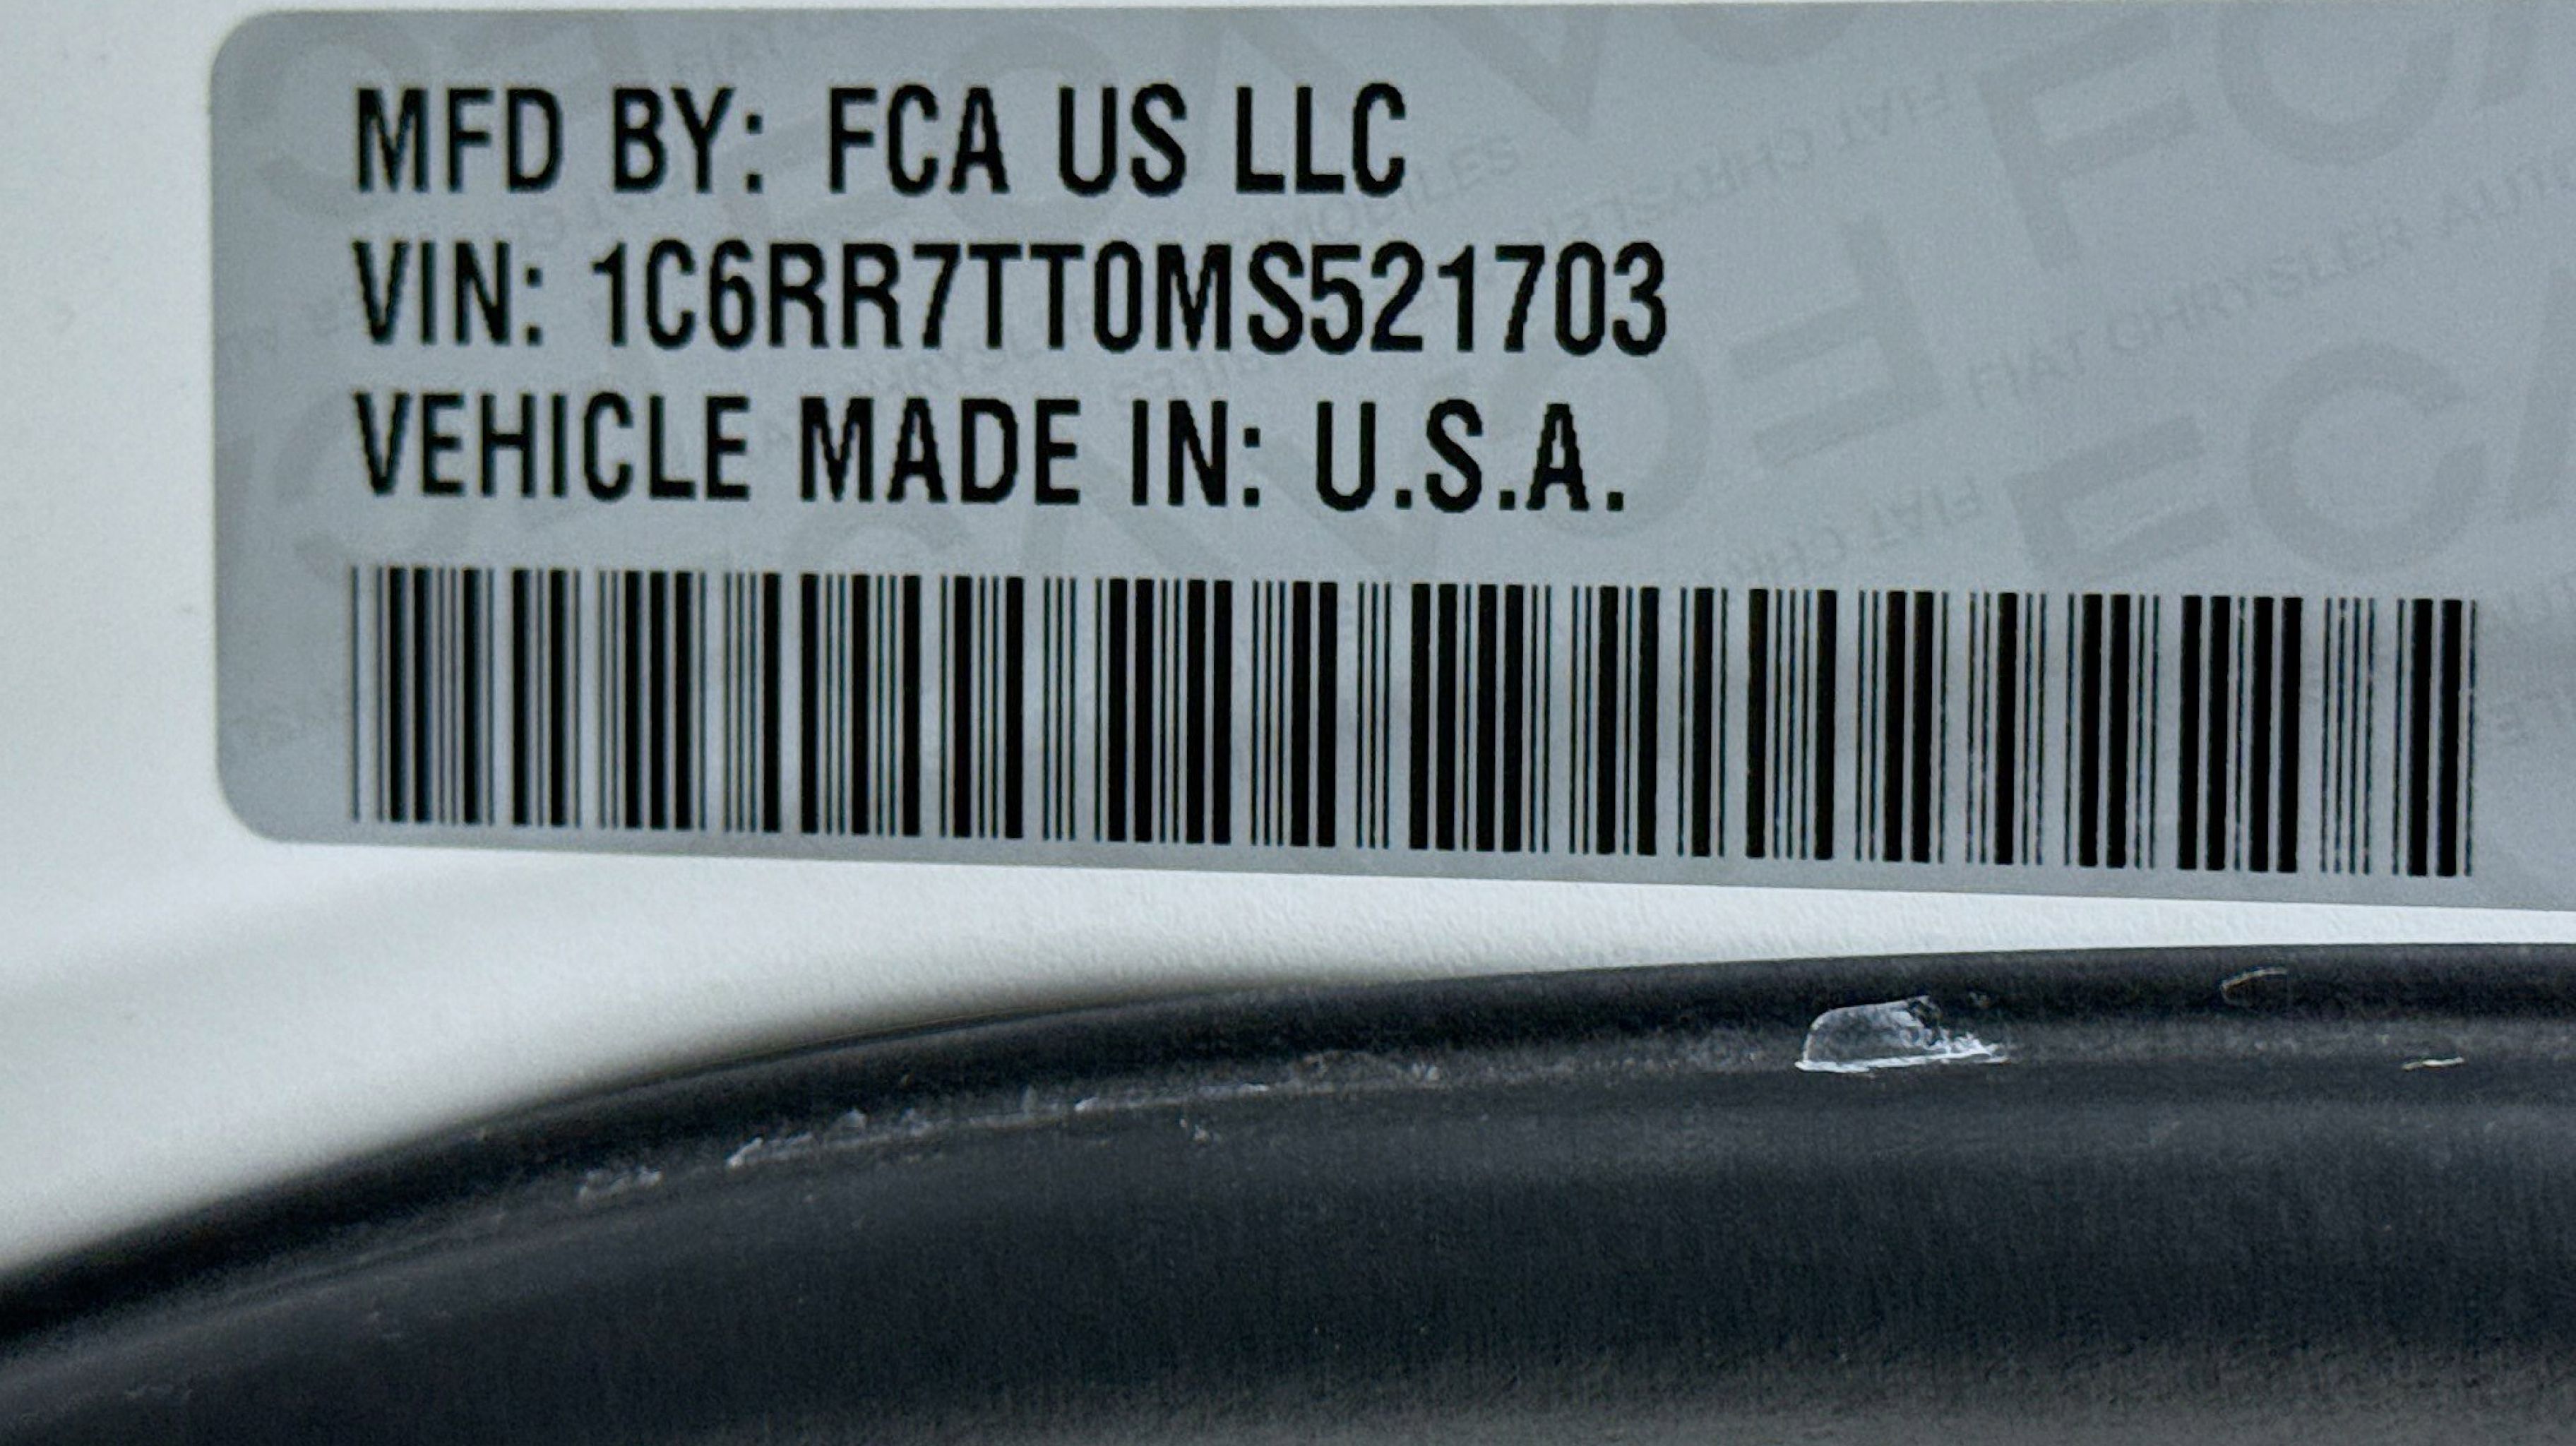 MFD BY: FCA US LLC
VIN: 1C6RR7TT0MS521703
VEHICLE MADE IN: U.S.A.